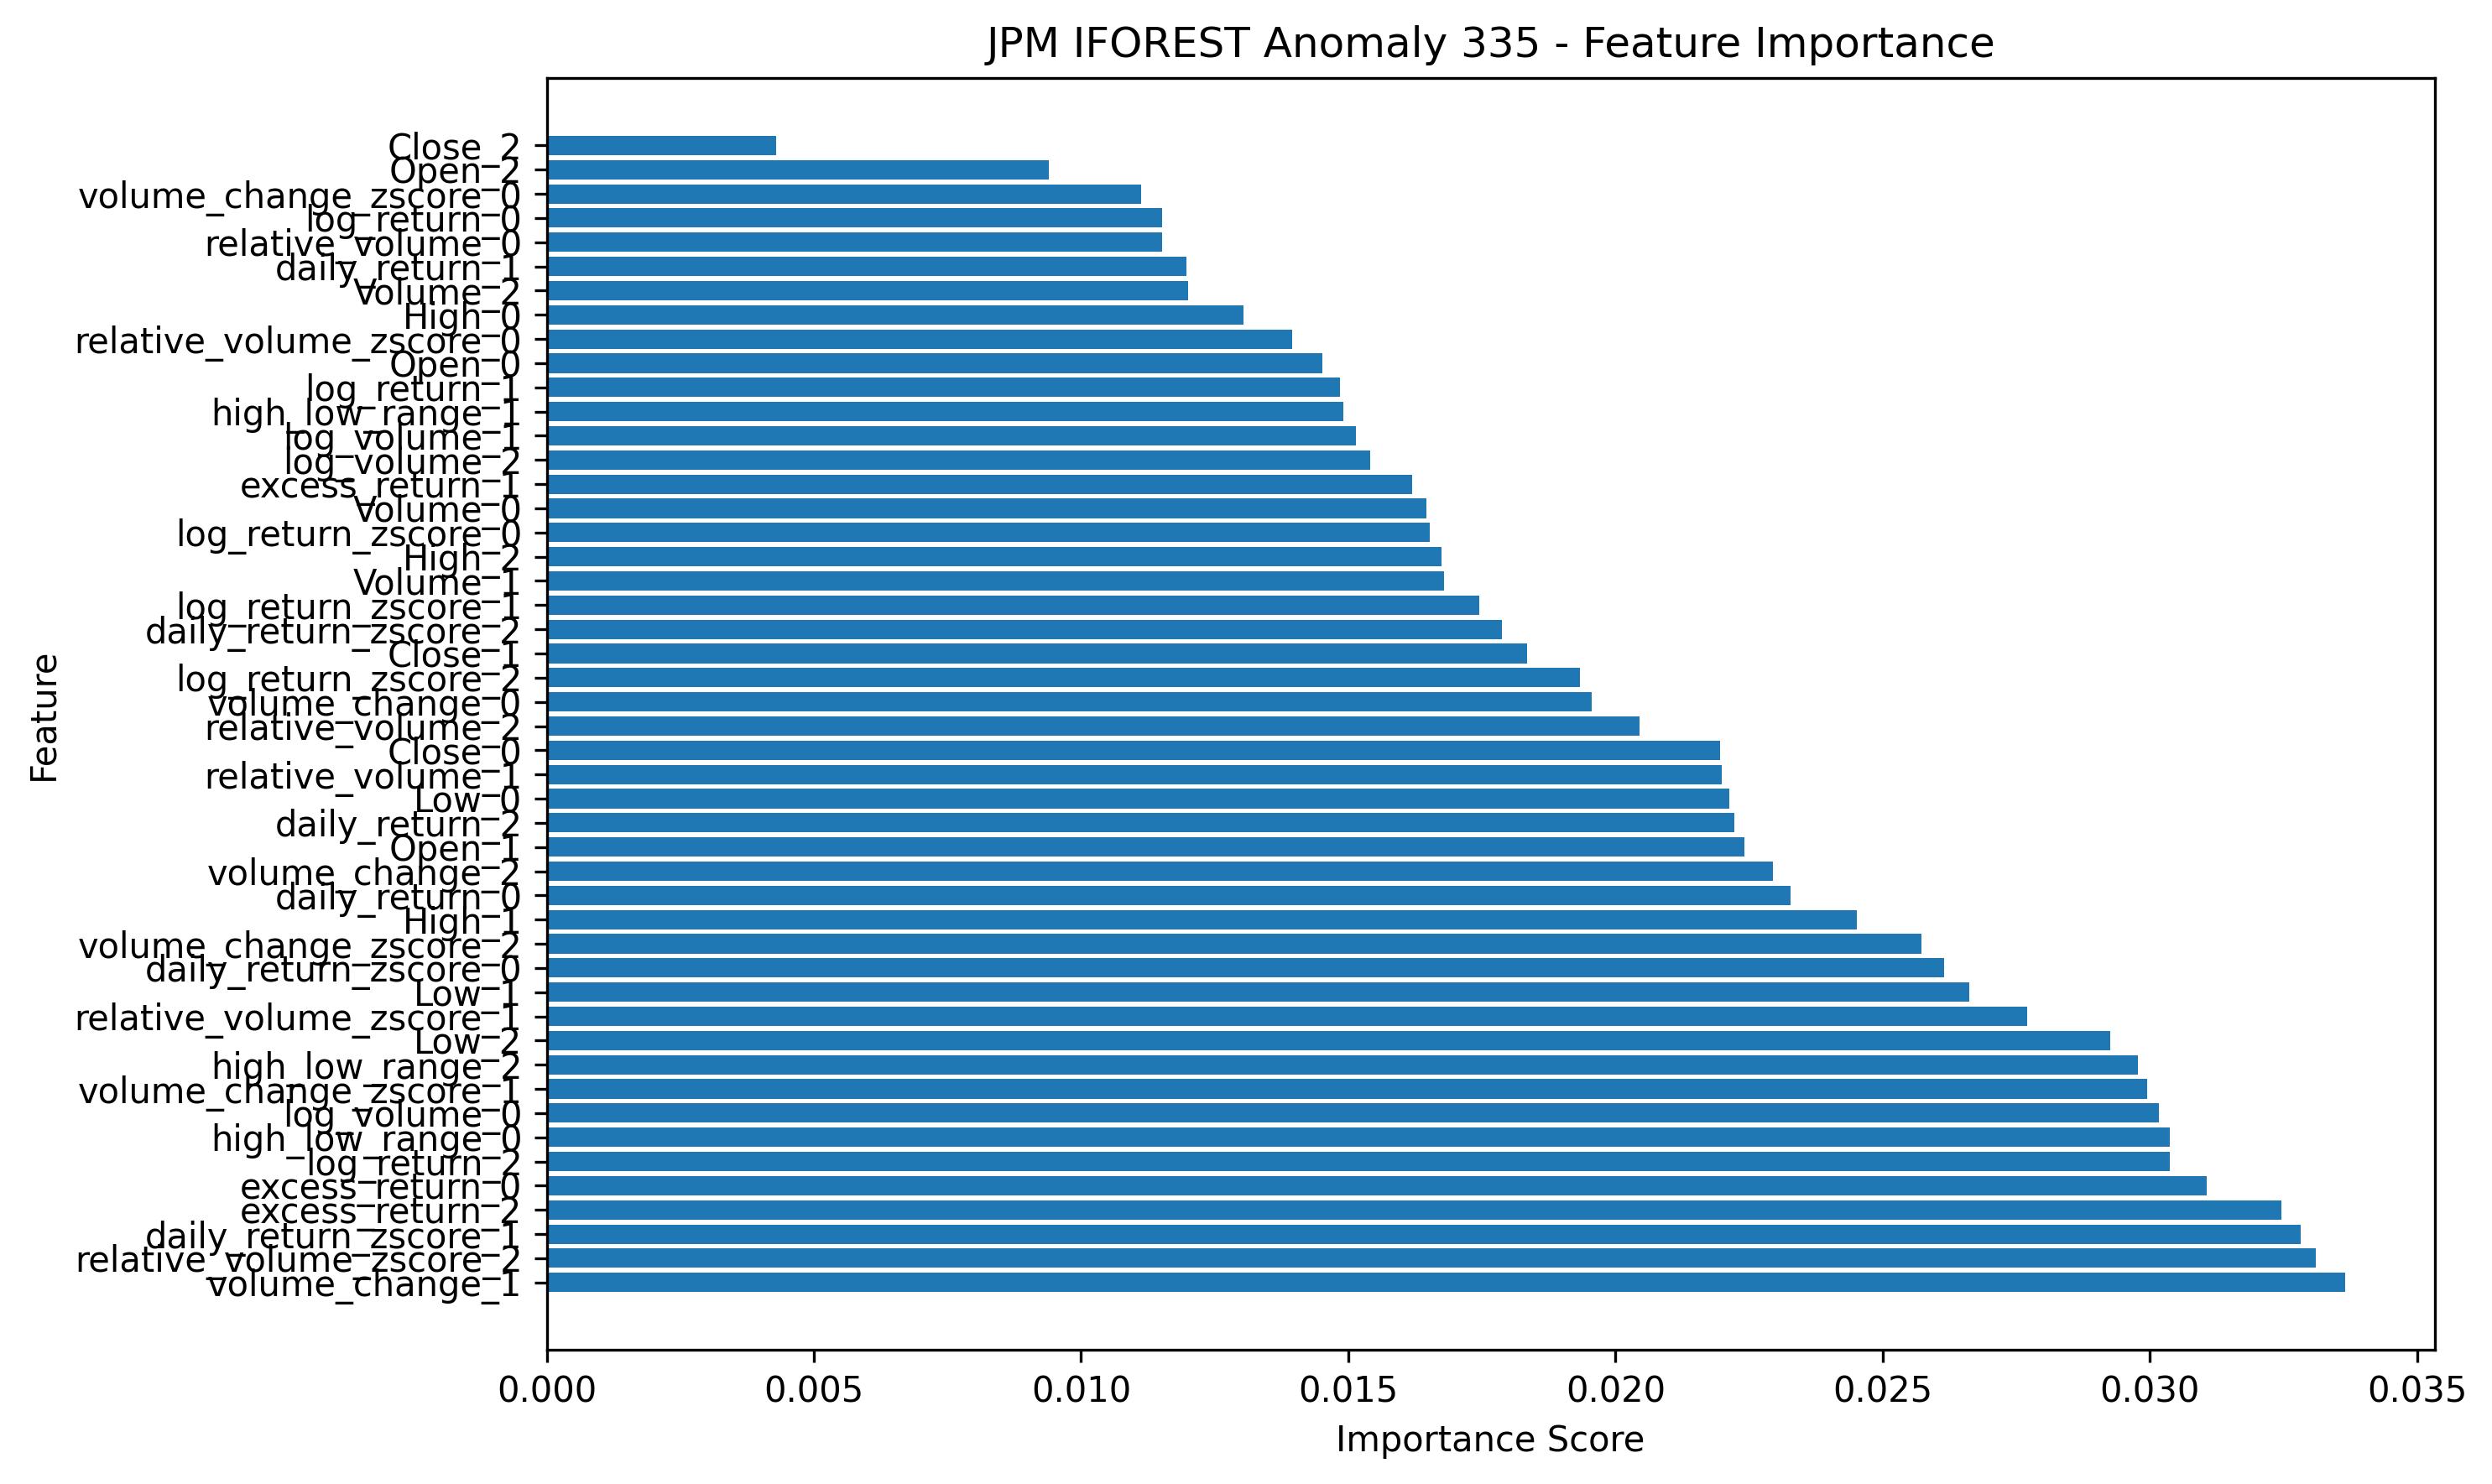 JPM IFOREST Anomaly 335 - Feature Importance
Close_2
Open_2
volume_change_zscore_0
log_return_0
relative_volume_0
daily_return_1
Volume_2
High_0
relative_volume_zscore_0
Open_0
log_return_1
high_low_range_1
log_volume_1
log_volume_2
excess_return_1
Volume_0
log_return_zscore_0
High_2
Volume_1
log_return_zscore_1
daily_return_zscore_2
Close_1
log_return_zscore_2
volume_change_0
relative_volume_2
Close_0
relative_volume_1
Low_0
daily_return_2
Open_1
volume_change_2
daily_return_0
High_1
volume_change_zscore_2
daily_return_zscore_0
Low_1
relative_volume_zscore_1
Low_2
high_low_range_2
volume_change_zscore_1
log_volume_0
high_low_range_0
log_return_2
excess_return_0
excess_return_2
daily_return_zscore_1
relative_volume_zscore_2
volume_change_1
Feature
0.000 0.005 0.010 0.015 0.020 0.025 0.030 0.035
Importance Score